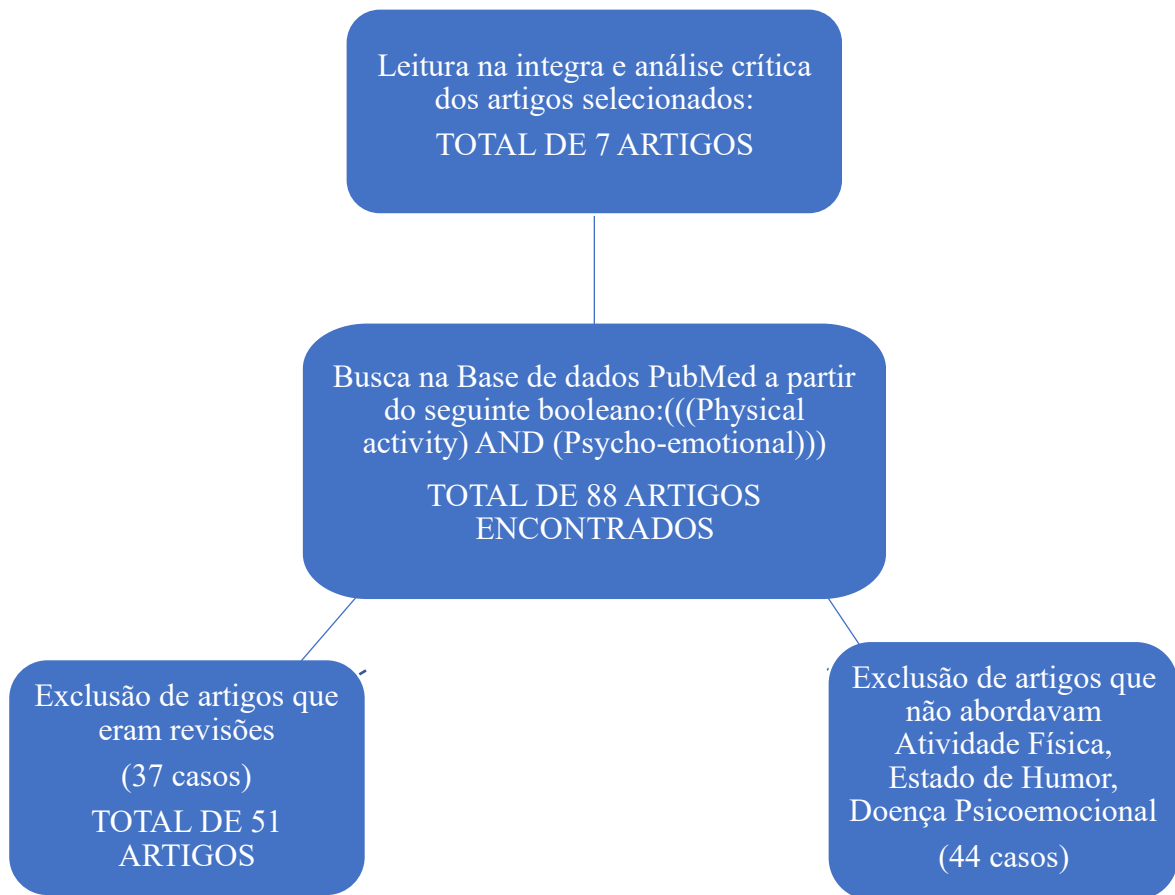 Leitura na integra e análise crítica
dos artigos selecionados:
TOTAL DE 7 ARTIGOS
Busca na Base de dados PubMed a partir
do seguinte booleano:(((Physical
activity) AND (Psycho-emotional)))
TOTAL DE 88 ARTIGOS
ENCONTRADOS
Exclusão de artigos que
eram revisões
(37 casos)
TOTAL DE 51
ARTIGOS
Exclusão de artigos que
não abordavam
Atividade Física,
Estado de Humor,
Doença Psicoemocional
(44 casos)